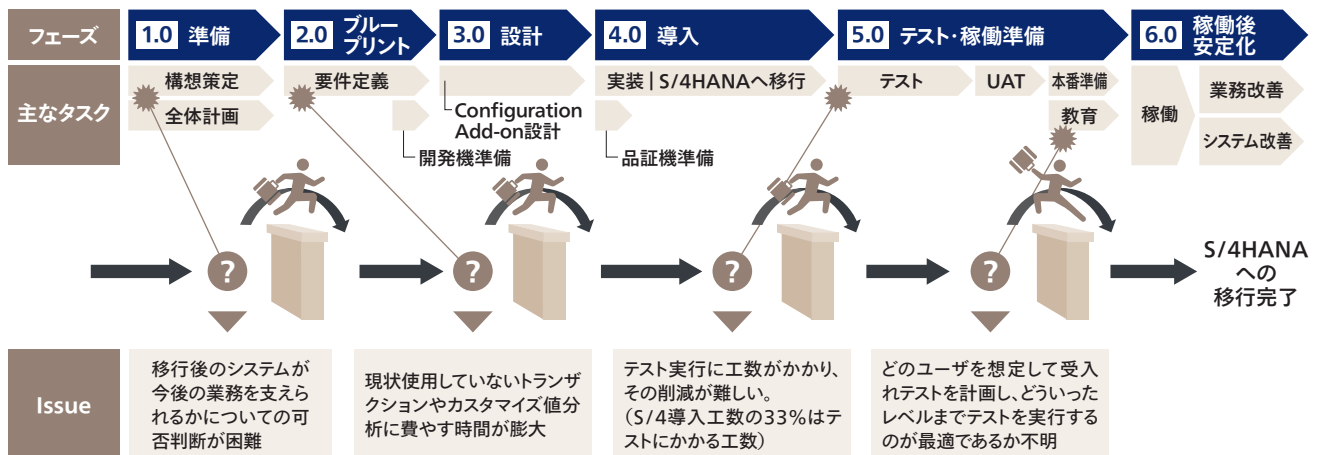 フェーズ
1.0 準備
2.0 ブルー
プリント
3.0 設計
4.0 導入
5.0 テスト・稼働準備
6.0 稼働後
安定化
主なタスク
構想策定
全体計画
要件定義
開発機準備
Configuration
Add-on設計
実装|S/4HANAへ移行
品証機準備
テスト
UAT
本番準備
教育
稼働
業務改善
システム改善
?
?
?
?
S/4HANA
への
移行完了
Issue
移行後のシステムが
今後の業務を支えら
れるかについての可
否判断が困難
現状使用していないトランザ
クションやカスタマイズ値分
析に費やす時間が膨大
テスト実行に工数がかかり、
その削減が難しい。
(S/4導入工数の33%はテ
ストにかかる工数)
どのユーザを想定して受入
れテストを計画し、どういった
レベルまでテストを実行する
のが最適であるか不明